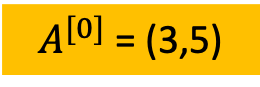 A[0] = (3,5)